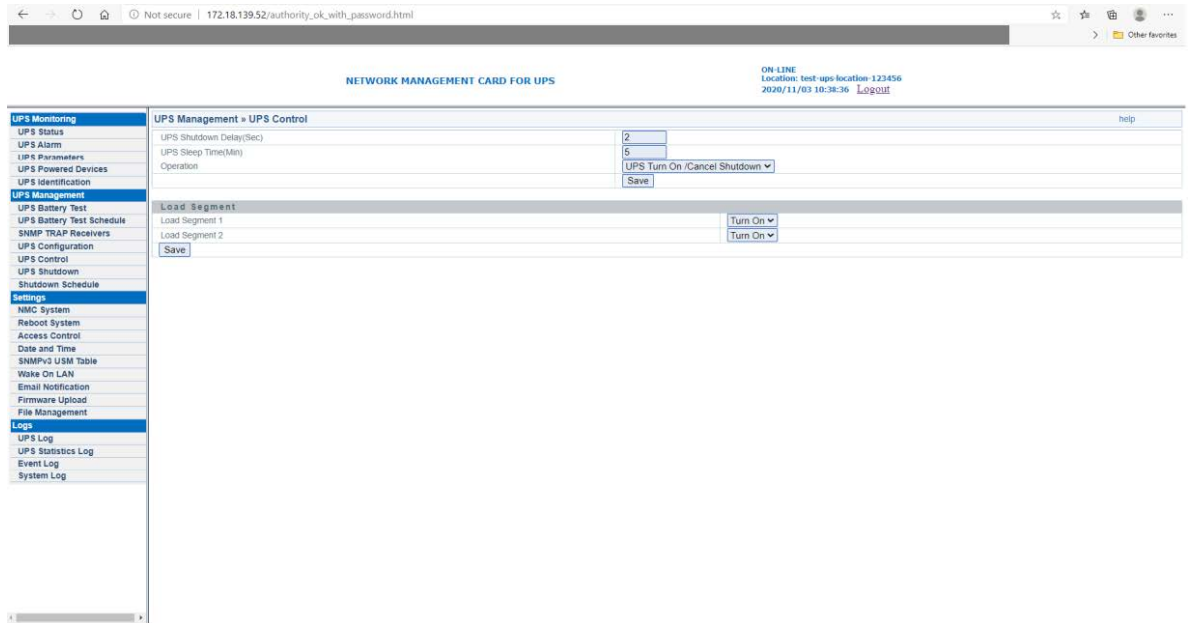 Not secure | 172.18.139.52/authority_ok_with_password.html
Other favorites
NETWORK MANAGEMENT CARD FOR UPS
ON-LINE
Location: test-ups-location-123456
2020/11/03 10:38:36 Logout
UPS Monitoring
UPS Status
UPS Alarm
UPS Parameters
UPS Powered Devices
UPS Identification
UPS Management
UPS Battery Test
UPS Battery Test Schedule
SNMP TRAP Receivers
UPS Configuration
UPS Control
UPS Shutdown
Shutdown Schedule
Settings
NMC System
Reboot System
Access Control
Date and Time
SNMPv3 USM Table
Wake On LAN
Email Notification
Firmware Upload
File Management
Logs
UPS Log
UPS Statistics Log
Event Log
System Log
UPS Management » UPS Control help
UPS Shutdown Delay(Sec) 2
UPS Sleep Time(Min) 5
Operation UPS Turn On /Cancel Shutdown
Save
Load Segment
Load Segment 1 Turn On
Load Segment 2 Turn On
Save